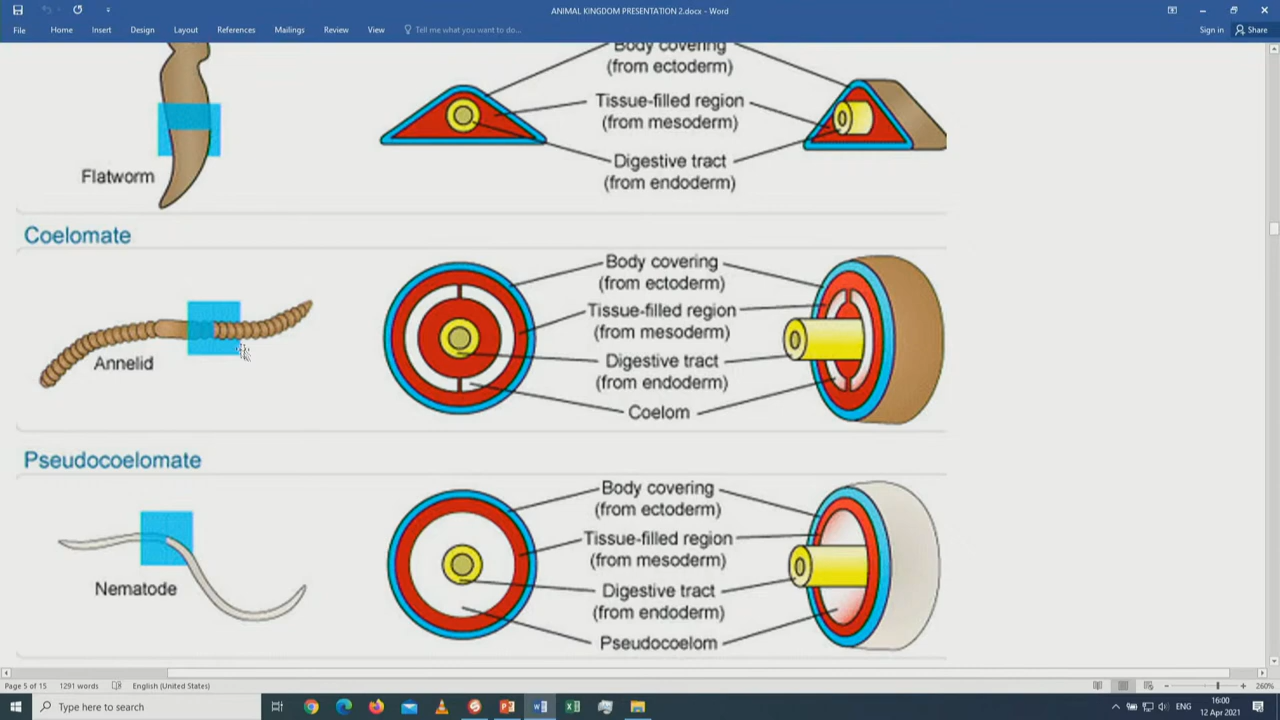 ANIMAL KINGDOM PRESENTATION 2.docx - Word
File Home Insert Design Layout References Mailings Review View Tell me what you want to do... Sign in Share
Body covering
(from ectoderm)
Tissue-filled region
(from mesoderm)
Digestive tract
(from endoderm)
Flatworm
Coelomate
Body covering
(from ectoderm)
Tissue-filled region
(from mesoderm)
Digestive tract
(from endoderm)
Coelom
Annelid
Pseudocoelomate
Body covering
(from ectoderm)
Tissue-filled region
(from mesoderm)
Digestive tract
(from endoderm)
Pseudocoelom
Nematode
Page 5 of 15 1291 words English (United States) 260%
Type here to search
ENG
16:00
12 Apr 2021